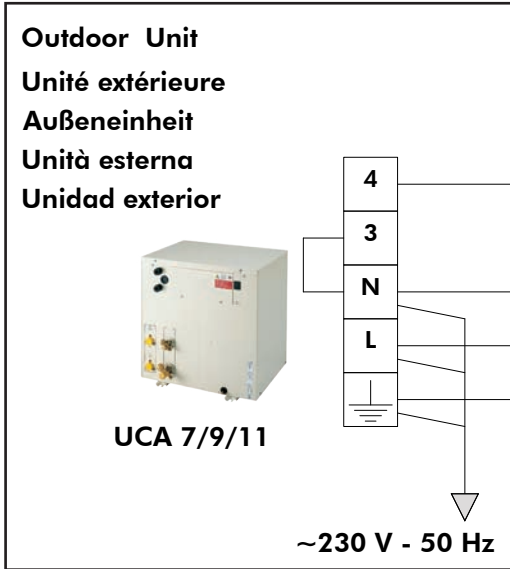 Outdoor Unit
Unité extérieure
Außeneinheit
Unità esterna
Unidad exterior
4
3
N
L
UCA 7/9/11
~230 V - 50 Hz